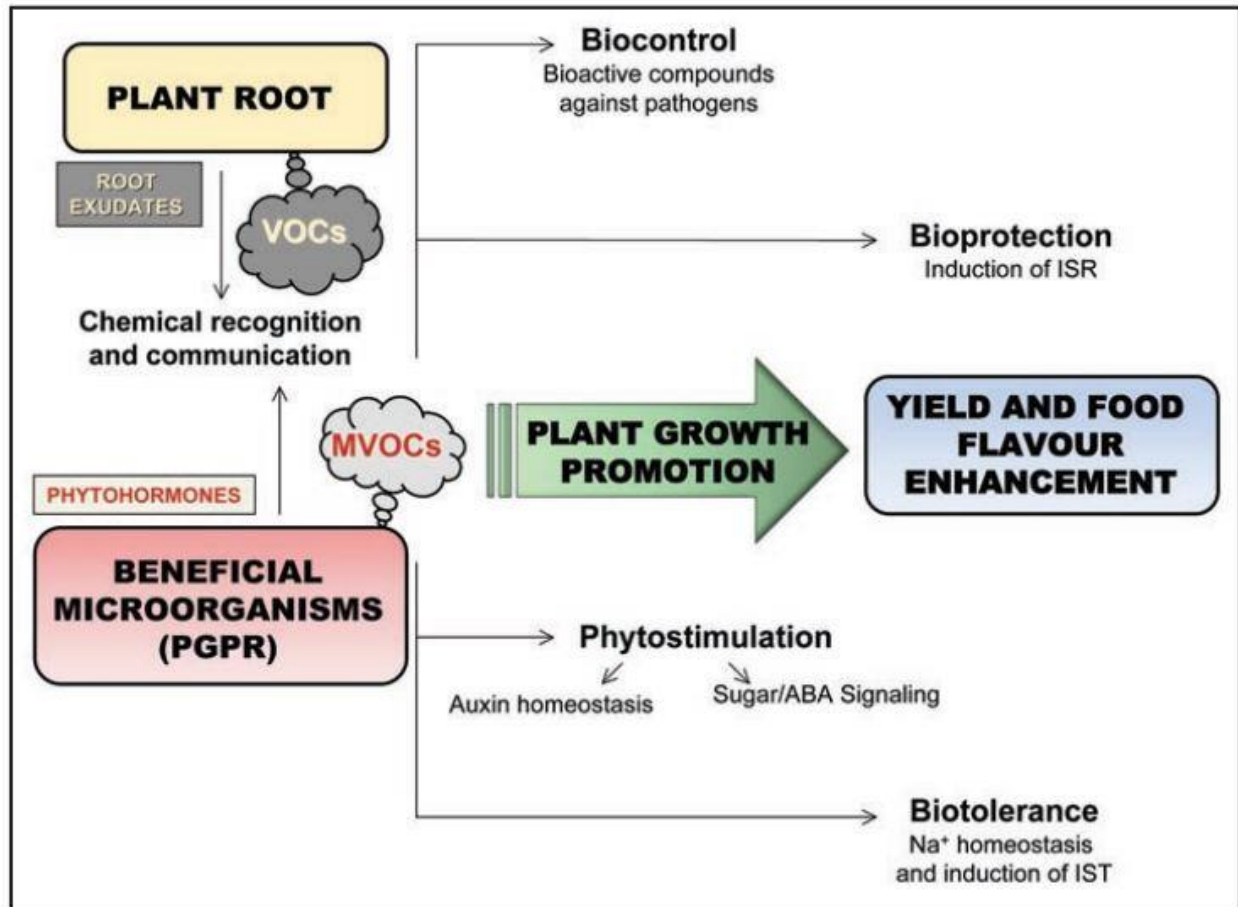 PLANT ROOT
ROOT
EXUDATES
VOCs
Chemical recognition
and communication
MVOCs
PHYTOHORMONES
BENEFICIAL
MICROORGANISMS
(PGPR)
Biocontrol
Bioactive compounds
against pathogens
Bioprotection
Induction of ISR
PLANT GROWTH
PROMOTION
YIELD AND FOOD
FLAVOUR
ENHANCEMENT
Phytostimulation
Auxin homeostasis
Sugar/ABA Signaling
Biotolerance
Na⁺ homeostasis
and induction of IST